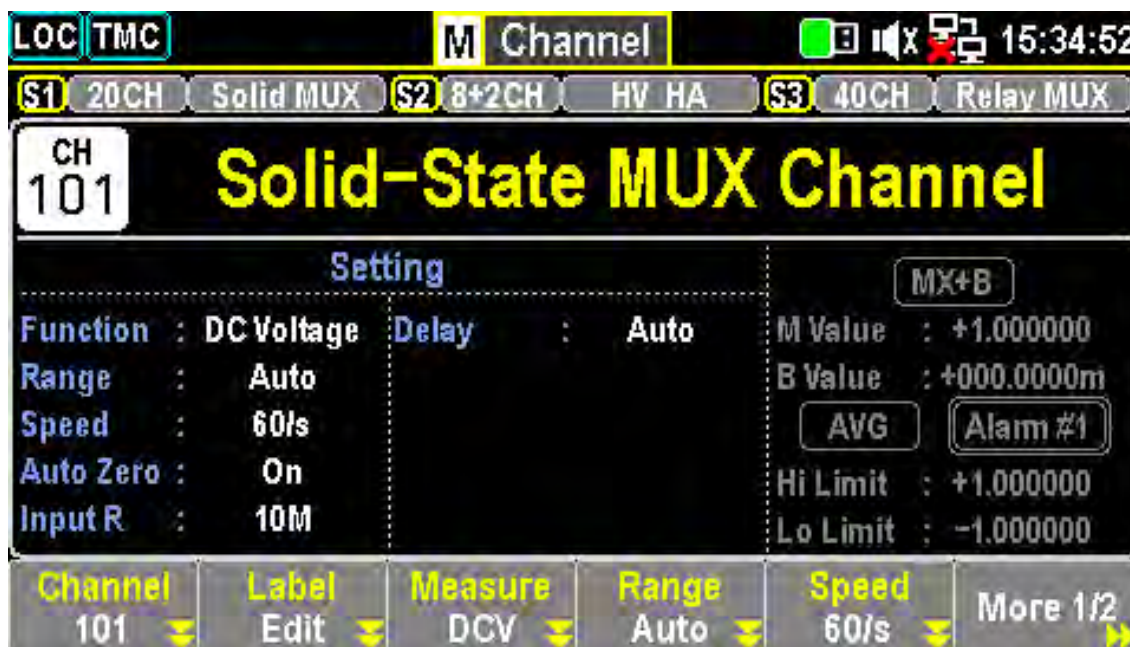 LOC TMC M Channel 15:34:52
S1 20CH Solid MUX S2 8+2CH HV HA S3 40CH Relay MUX
CH
101
Solid-State MUX Channel
Setting
Function : DC Voltage
Range : Auto
Speed : 60/s
Auto Zero : On
Input R : 10M
Delay : Auto
MX+B
M Value : +1.000000
B Value : +000.0000m
AVG Alarm #1
Hi Limit : +1.000000
Lo Limit : -1.000000
Channel Label Measure Range Speed More 1/2
101 Edit DCV Auto 60/s